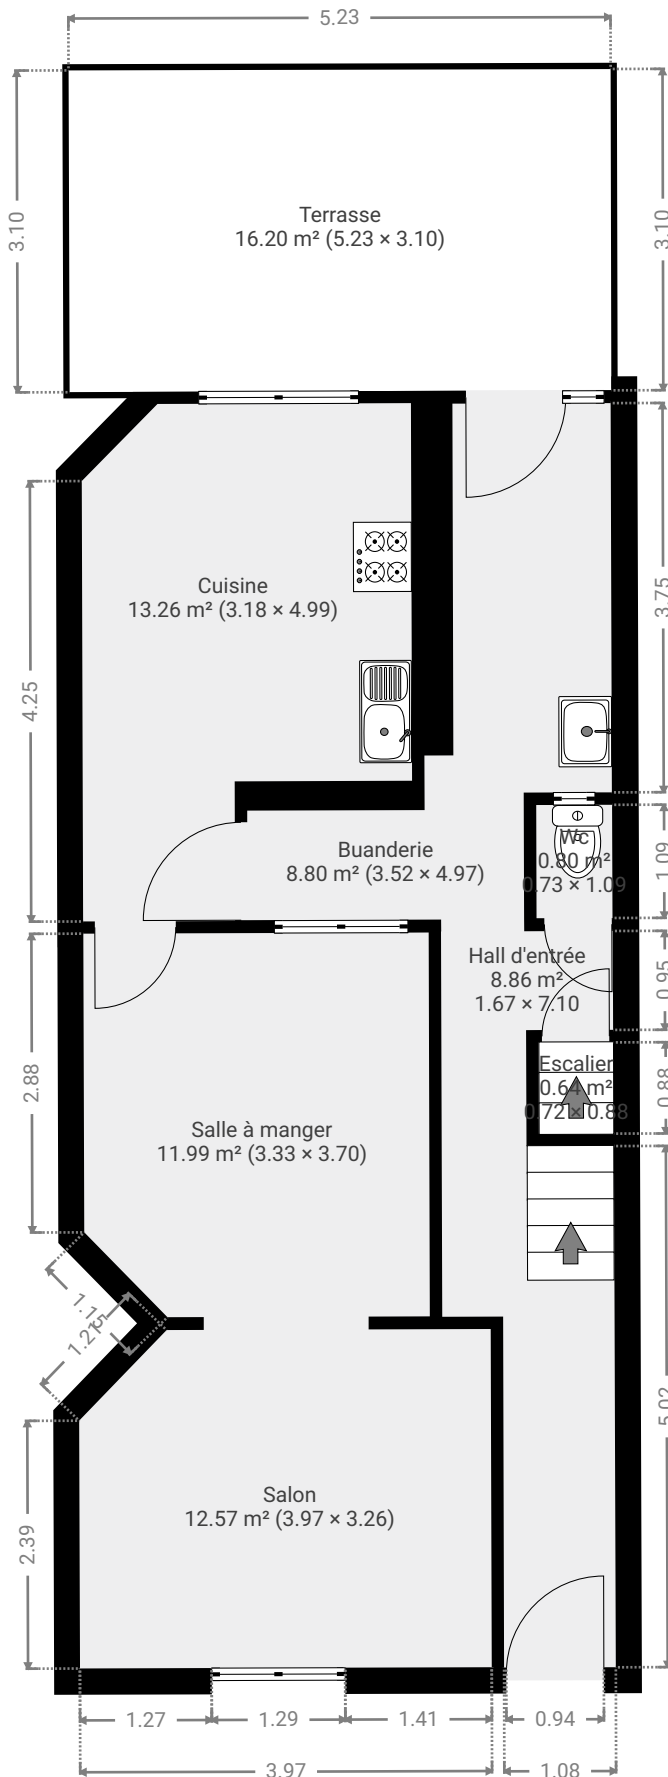 5.23
3.10
3.10
Terrasse
16.20 m² (5.23 × 3.10)
Cuisine
13.26 m² (3.18 × 4.99)
3.75
4.25
Buanderie
8.80 m² (3.52 × 4.97)
Wc
0.80 m²
0.73 × 1.09
1.09
Hall d'entrée
8.86 m²
1.67 × 7.10
0.95
2.88
Escalier
0.64 m²
0.72 × 0.88
0.88
Salle à manger
11.99 m² (3.33 × 3.70)
1.15
1.21
5.02
Salon
12.57 m² (3.97 × 3.26)
2.39
1.27
1.29
1.41
0.94
3.97
1.08